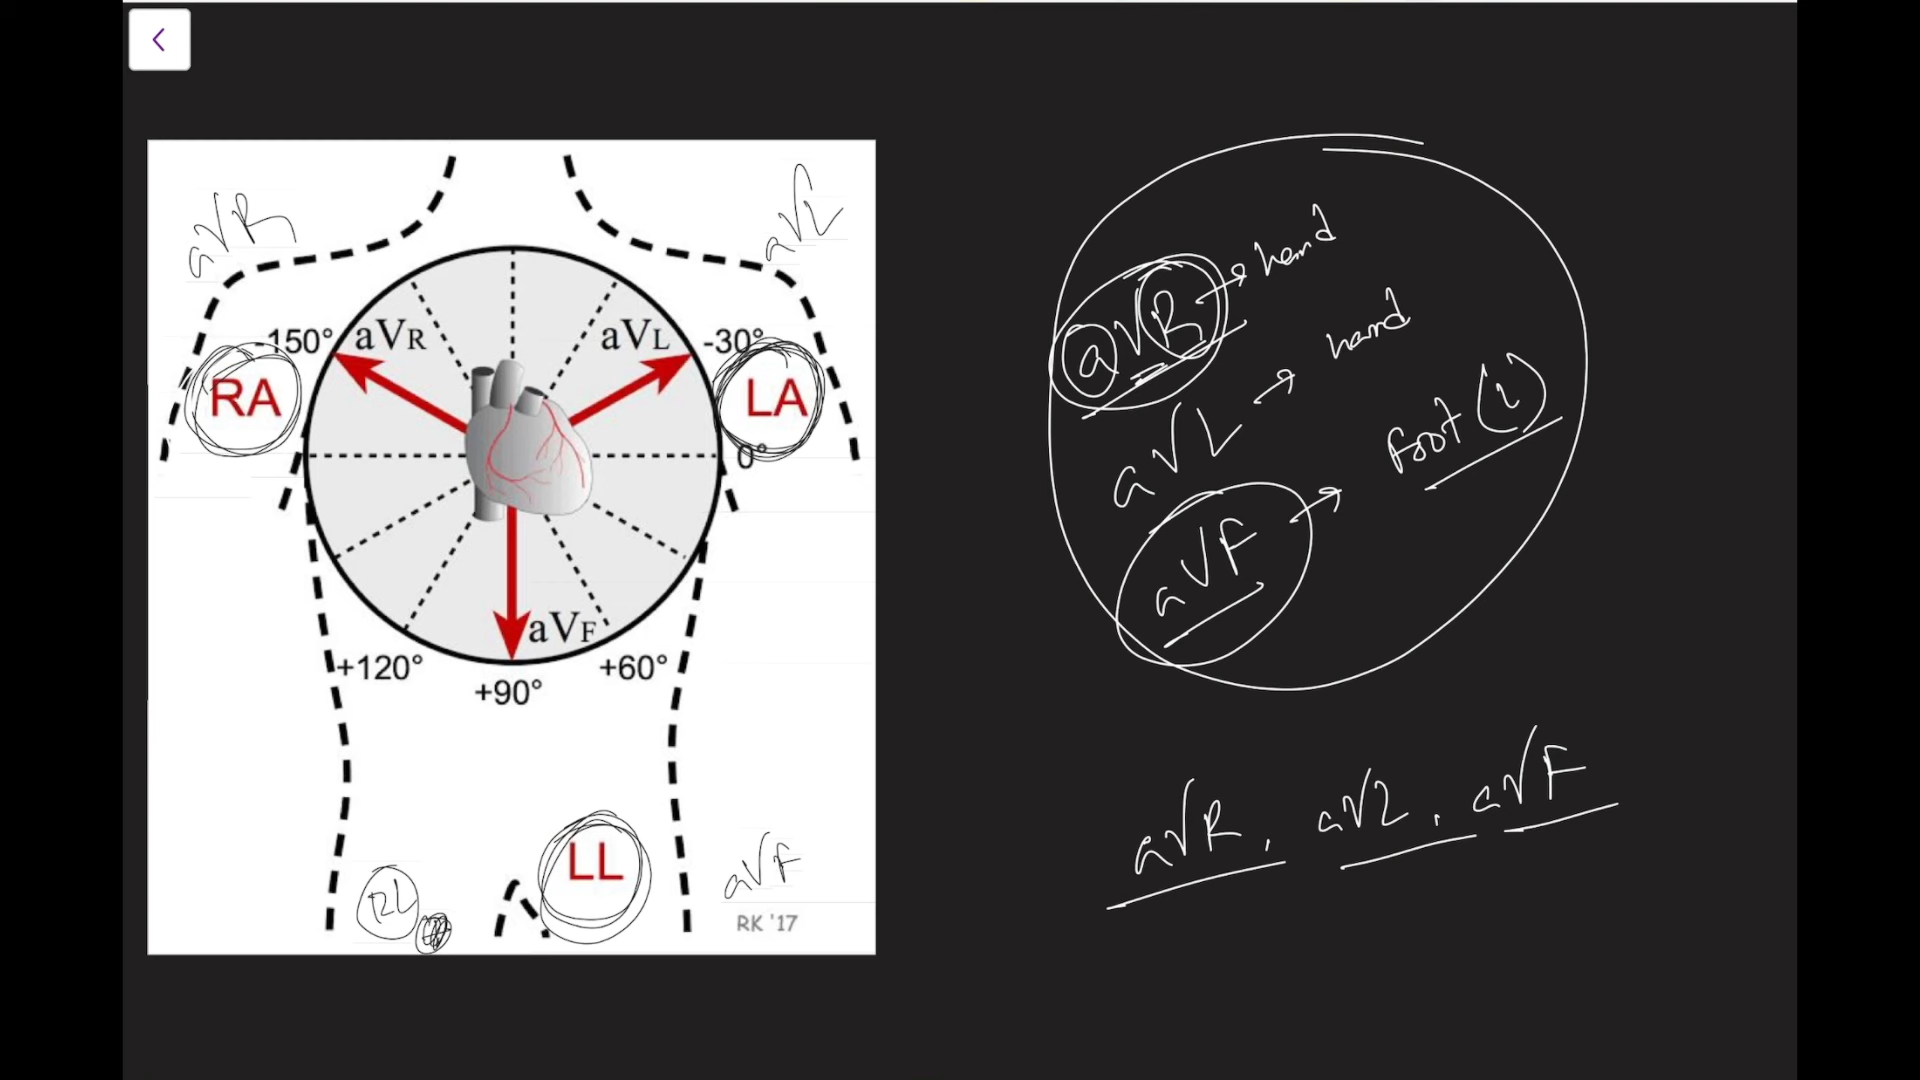 aVR
aVL
-150° aVR aVL -30°
RA LA
0°
aVF
+120° +60°
+90°
LL
RL
aVF
RK '17
aVR → hand
aVL → hand
aVF → foot (L)
aVR, aVL, aVF